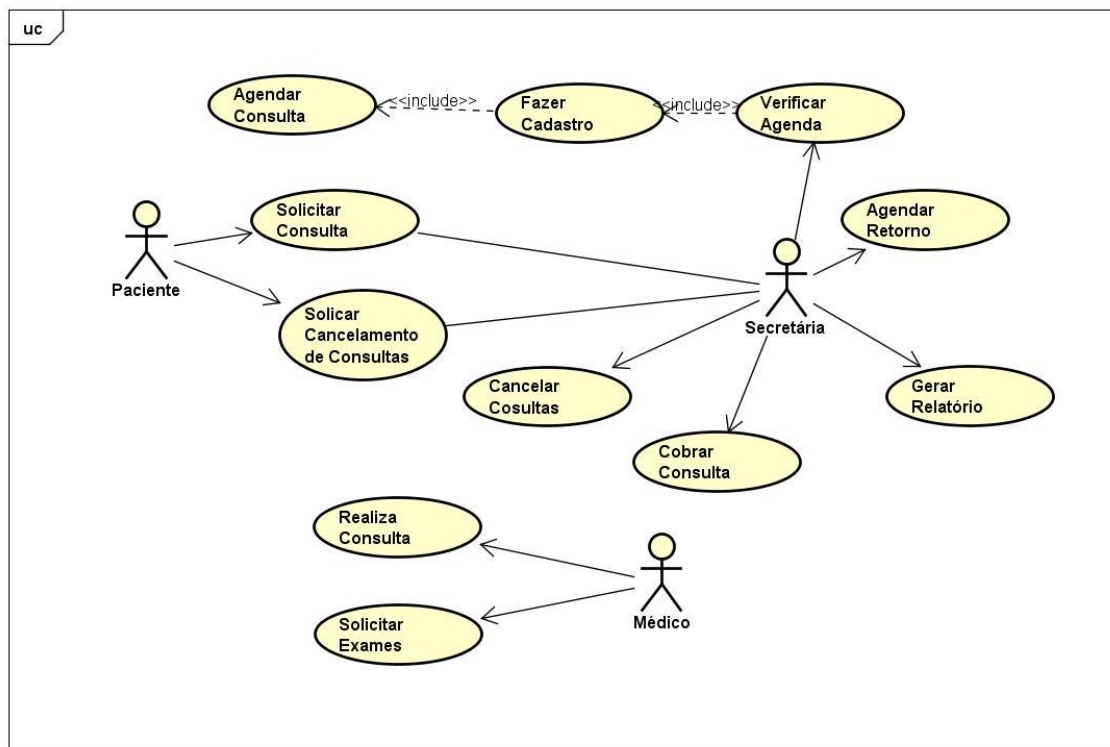 uc
Agendar
Consulta
<<include>>
Fazer
Cadastro
<<include>>
Verificar
Agenda
Solicitar
Consulta
Agendar
Retorno
Paciente
Solicar
Cancelamento
de Consultas
Secretária
Cancelar
Cosultas
Gerar
Relatório
Cobrar
Consulta
Realiza
Consulta
Solicitar
Exames
Médico